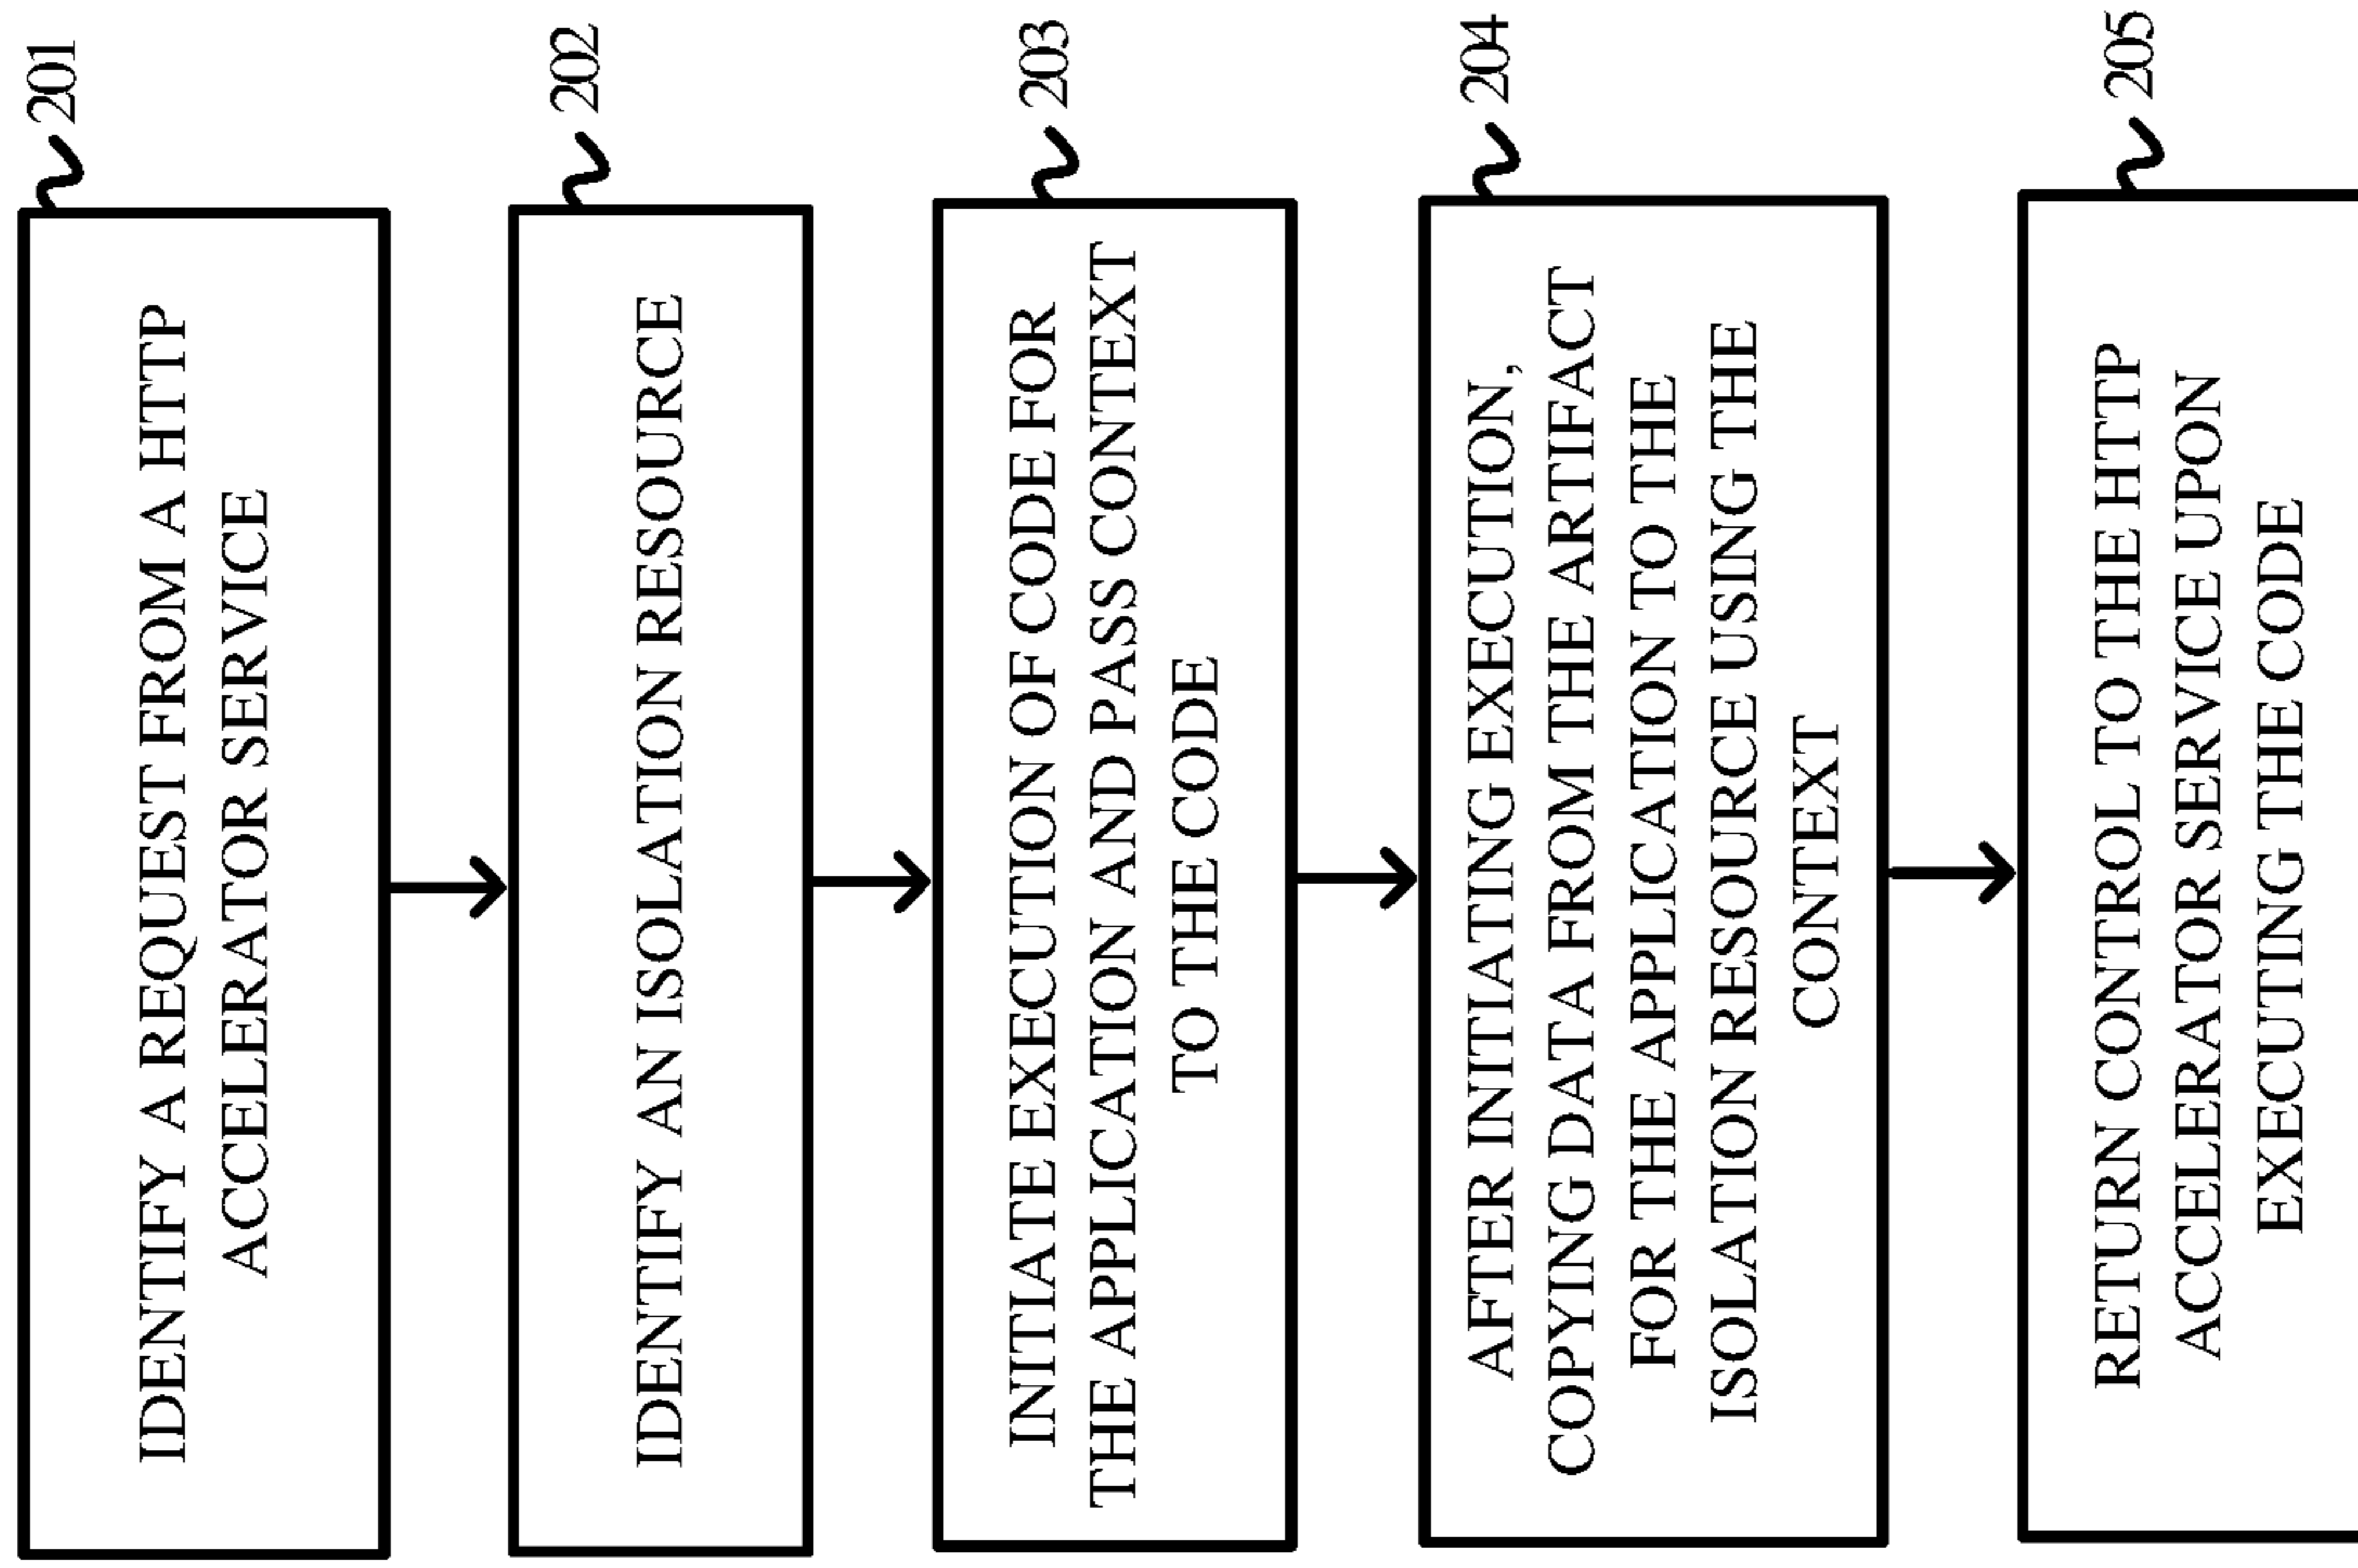 201
IDENTIFY A REQUEST FROM A HTTP
ACCELERATOR SERVICE
202
IDENTIFY AN ISOLATION RESOURCE
203
INITIATE EXECUTION OF CODE FOR
THE APPLICATION AND PASS CONTEXT
TO THE CODE
204
AFTER INITIATING EXECUTION,
COPYING DATA FROM THE ARTIFACT
FOR THE APPLICATION TO THE
ISOLATION RESOURCE USING THE
CONTEXT
205
RETURN CONTROL TO THE HTTP
ACCELERATOR SERVICE UPON
EXECUTING THE CODE